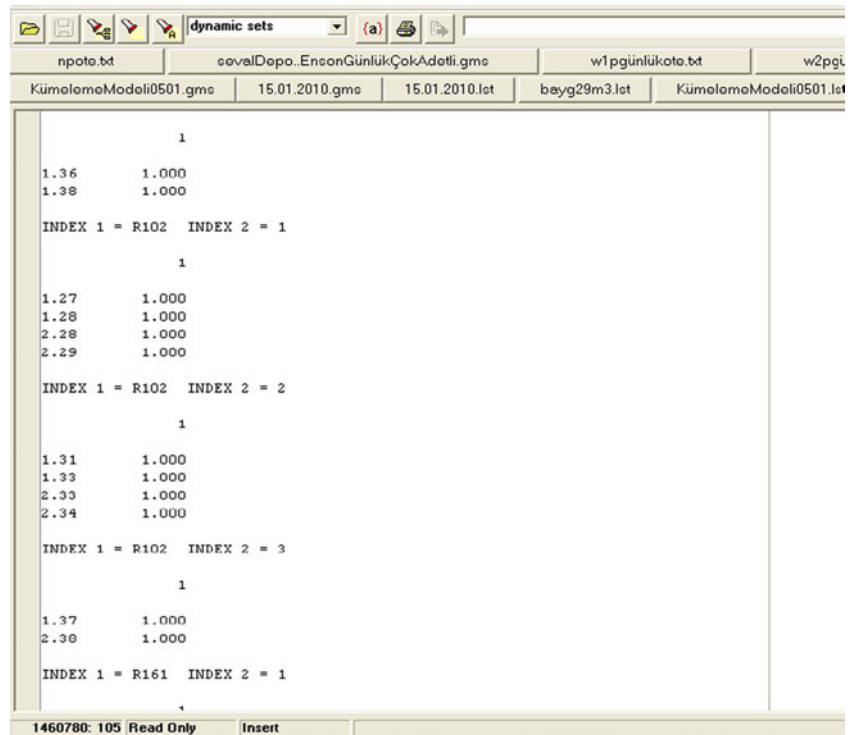 dynamic sets
{a}
npote.txt sevalDepo..EnsonGünlükÇokAdetli.gms w1pgünlükote.txt w2pgü
KümelemeModeli0501.gms 15.01.2010.gms 15.01.2010.lst bayg29m3.lst KümelemeModeli0501.lst
1
1.36 1.000
1.38 1.000
INDEX 1 = R102 INDEX 2 = 1
1
1.27 1.000
1.28 1.000
2.28 1.000
2.29 1.000
INDEX 1 = R102 INDEX 2 = 2
1
1.31 1.000
1.33 1.000
2.33 1.000
2.34 1.000
INDEX 1 = R102 INDEX 2 = 3
1
1.37 1.000
2.38 1.000
INDEX 1 = R161 INDEX 2 = 1
1
1460780: 105 Read Only Insert